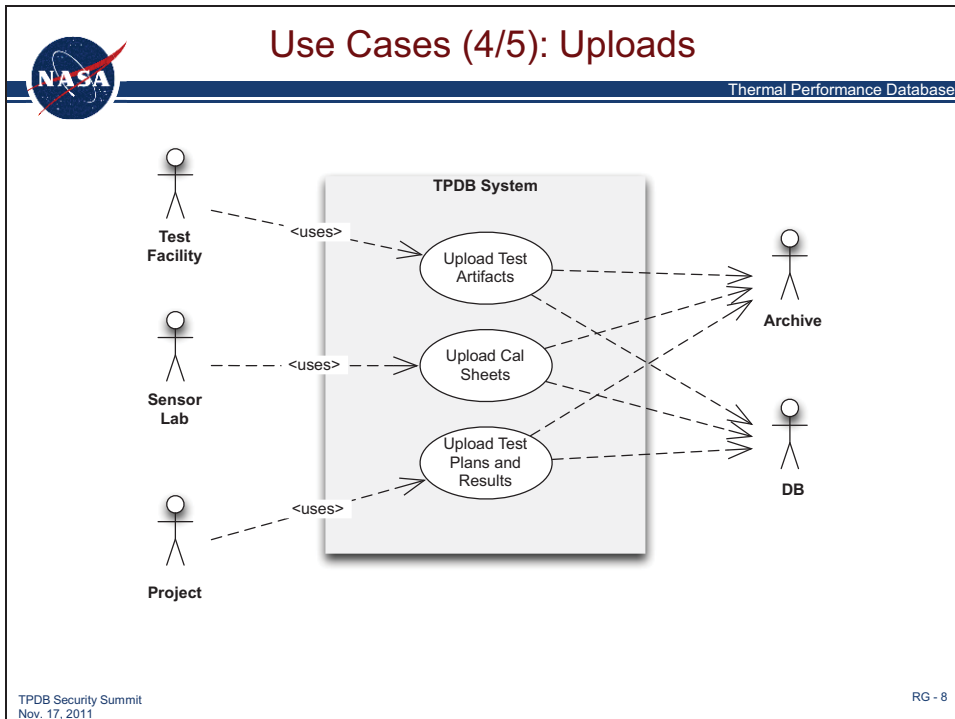 Use Cases (4/5): Uploads
NASA
Thermal Performance Database
TPDB System
Test
Facility
<uses>
Upload Test
Artifacts
Archive
Sensor
Lab
<uses>
Upload Cal
Sheets
DB
Project
<uses>
Upload Test
Plans and
Results
TPDB Security Summit
Nov. 17, 2011
RG - 8